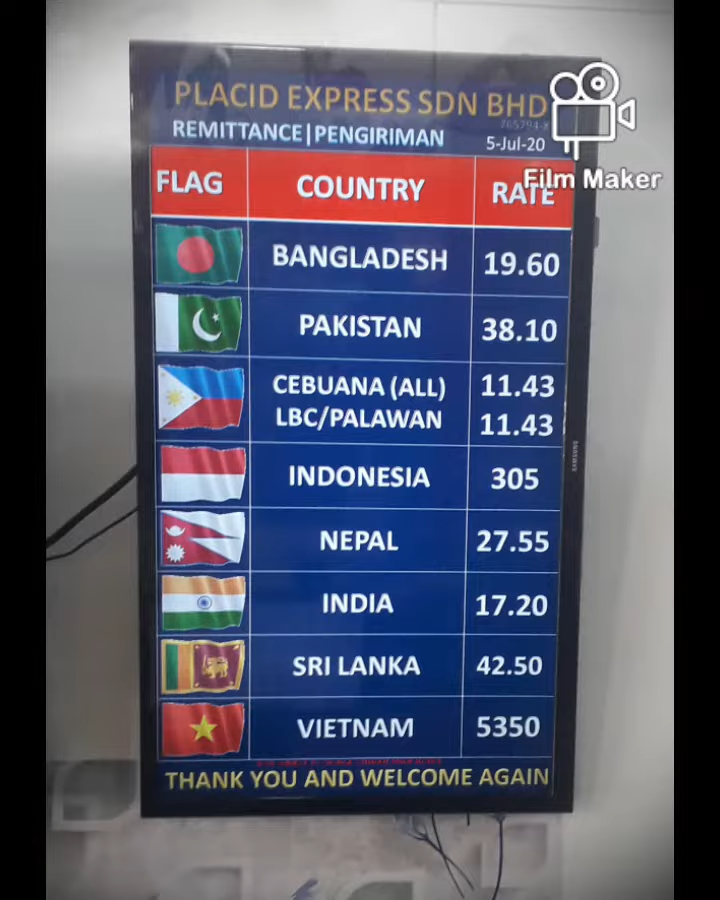 PLACID EXPRESS SDN BHD
765794-X
REMITTANCE|PENGIRIMAN 5-Jul-20
Film Maker
FLAG COUNTRY RATE
BANGLADESH 19.60
PAKISTAN 38.10
CEBUANA (ALL) 11.43
LBC/PALAWAN 11.43
SAMSUNG
INDONESIA 305
NEPAL 27.55
INDIA 17.20
SRI LANKA 42.50
VIETNAM 5350
THANK YOU AND WELCOME AGAIN